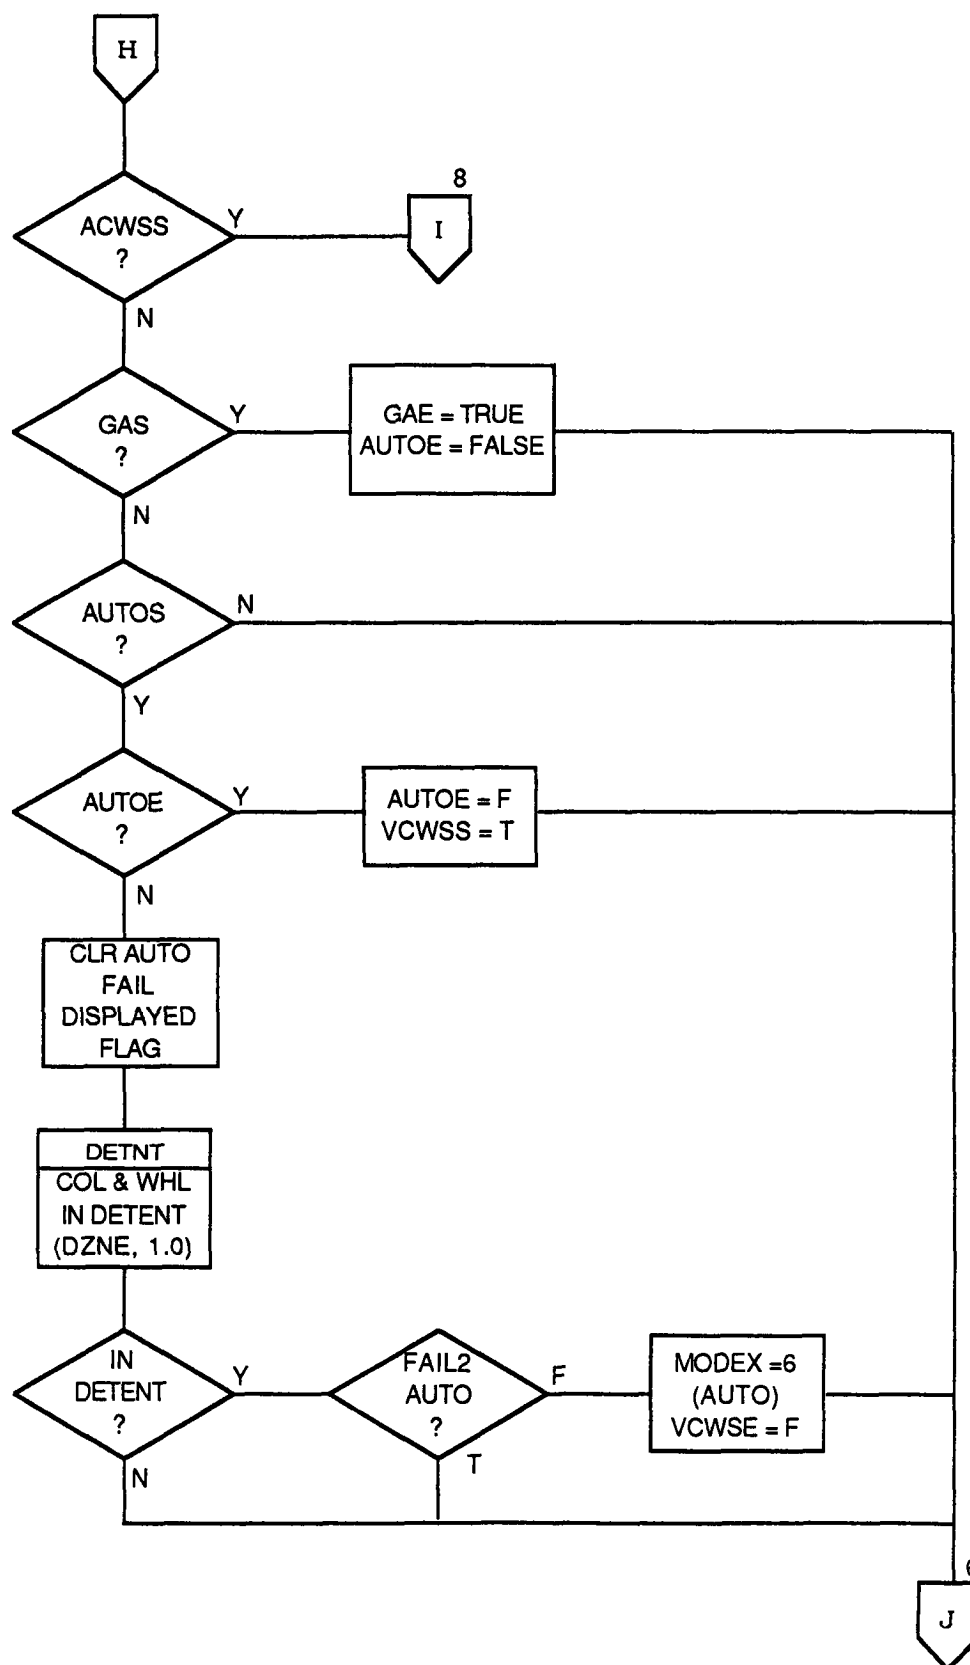 H
8
ACWSS
?
Y
I
N
GAS
?
Y
GAE = TRUE
AUTOE = FALSE
N
AUTOS
?
N
Y
AUTOE
?
Y
AUTOE = F
VCWSS = T
N
CLR AUTO
FAIL
DISPLAYED
FLAG
DETNT
COL & WHL
IN DETENT
(DZNE, 1.0)
IN
DETENT
?
Y
FAIL2
AUTO
?
F
MODEX =6
(AUTO)
VCWSE = F
N
T
J